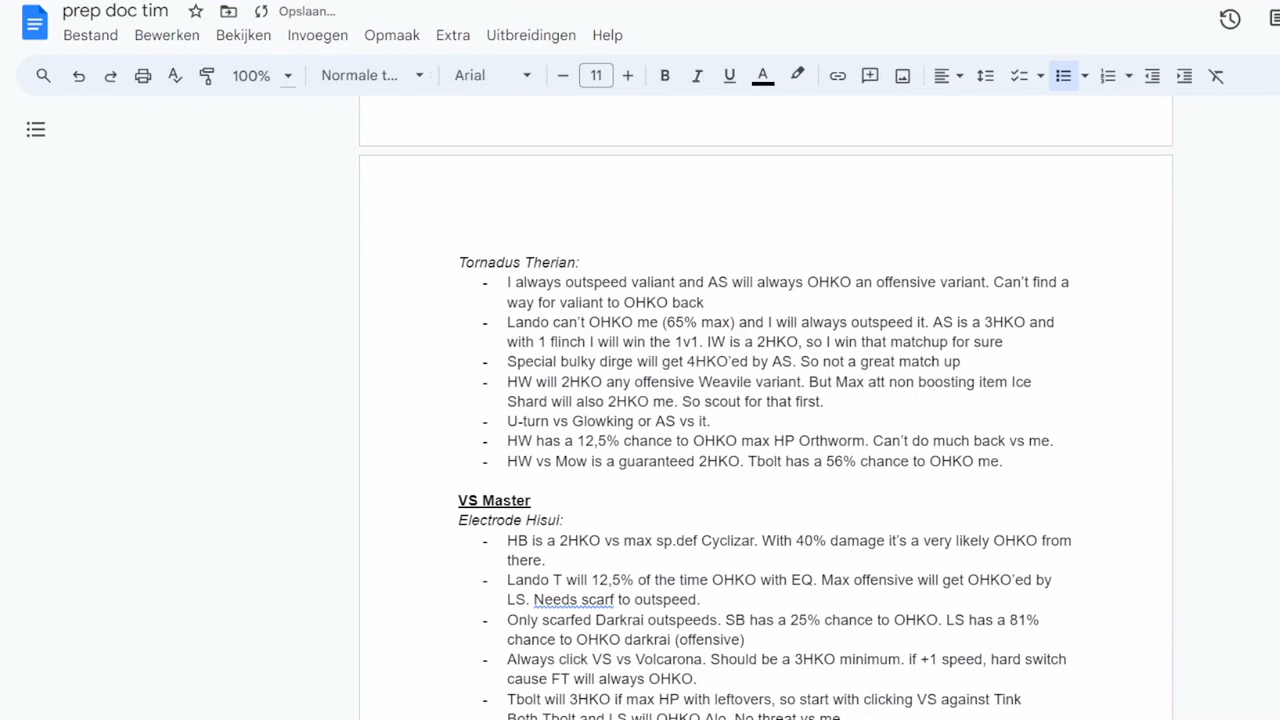 prep doc tim Opslaan...
Bestand Bewerken Bekijken Invoegen Opmaak Extra Uitbreidingen Help
100% Normale t... Arial 11 B I U A
Tornadus Therian:
- I always outspeed valiant and AS will always OHKO an offensive variant. Can't find a
way for valiant to OHKO back
- Lando can't OHKO me (65% max) and I will always outspeed it. AS is a 3HKO and
with 1 flinch I will win the 1v1. IW is a 2HKO, so I win that matchup for sure
- Special bulky dirge will get 4HKO'ed by AS. So not a great match up
- HW will 2HKO any offensive Weavile variant. But Max att non boosting item Ice
Shard will also 2HKO me. So scout for that first.
- U-turn vs Glowking or AS vs it.
- HW has a 12,5% chance to OHKO max HP Orthworm. Can't do much back vs me.
- HW vs Mow is a guaranteed 2HKO. Tbolt has a 56% chance to OHKO me.
VS Master
Electrode Hisui:
- HB is a 2HKO vs max sp.def Cyclizar. With 40% damage it's a very likely OHKO from
there.
- Lando T will 12,5% of the time OHKO with EQ. Max offensive will get OHKO'ed by
LS. Needs scarf to outspeed.
- Only scarfed Darkrai outspeeds. SB has a 25% chance to OHKO. LS has a 81%
chance to OHKO darkrai (offensive)
- Always click VS vs Volcarona. Should be a 3HKO minimum. if +1 speed, hard switch
cause FT will always OHKO.
- Tbolt will 3HKO if max HP with leftovers, so start with clicking VS against Tink
Both Tbolt and LS will OHKO Alo. No threat vs me